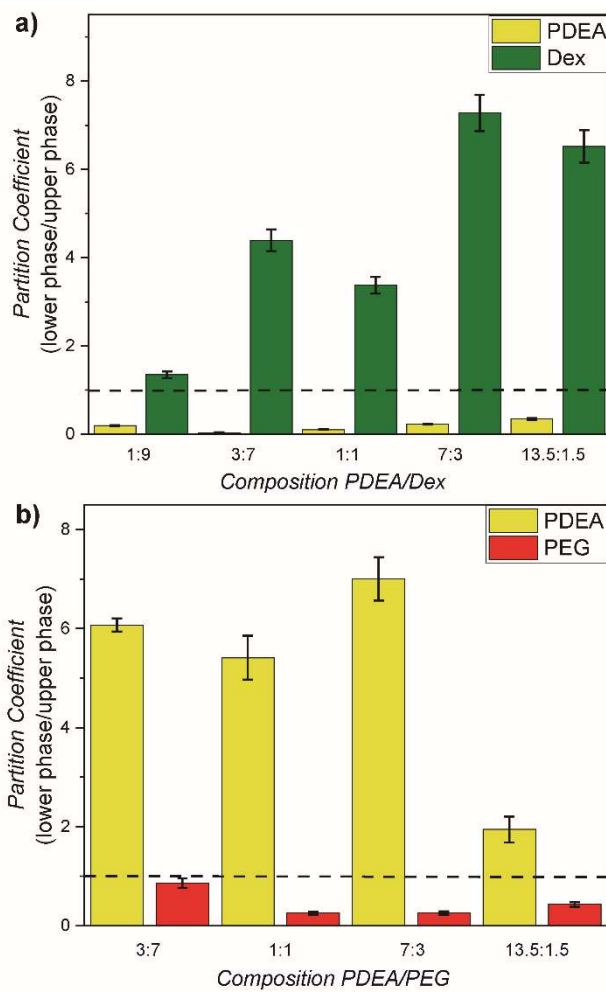 a)
PDEA
Dex
Partition Coefficient
(lower phase/upper phase)
8
6
4
2
0
1:9 3:7 1:1 7:3 13.5:1.5
Composition PDEA/Dex
b)
PDEA
PEG
Partition Coefficient
(lower phase/upper phase)
8
6
4
2
0
3:7 1:1 7:3 13.5:1.5
Composition PDEA/PEG